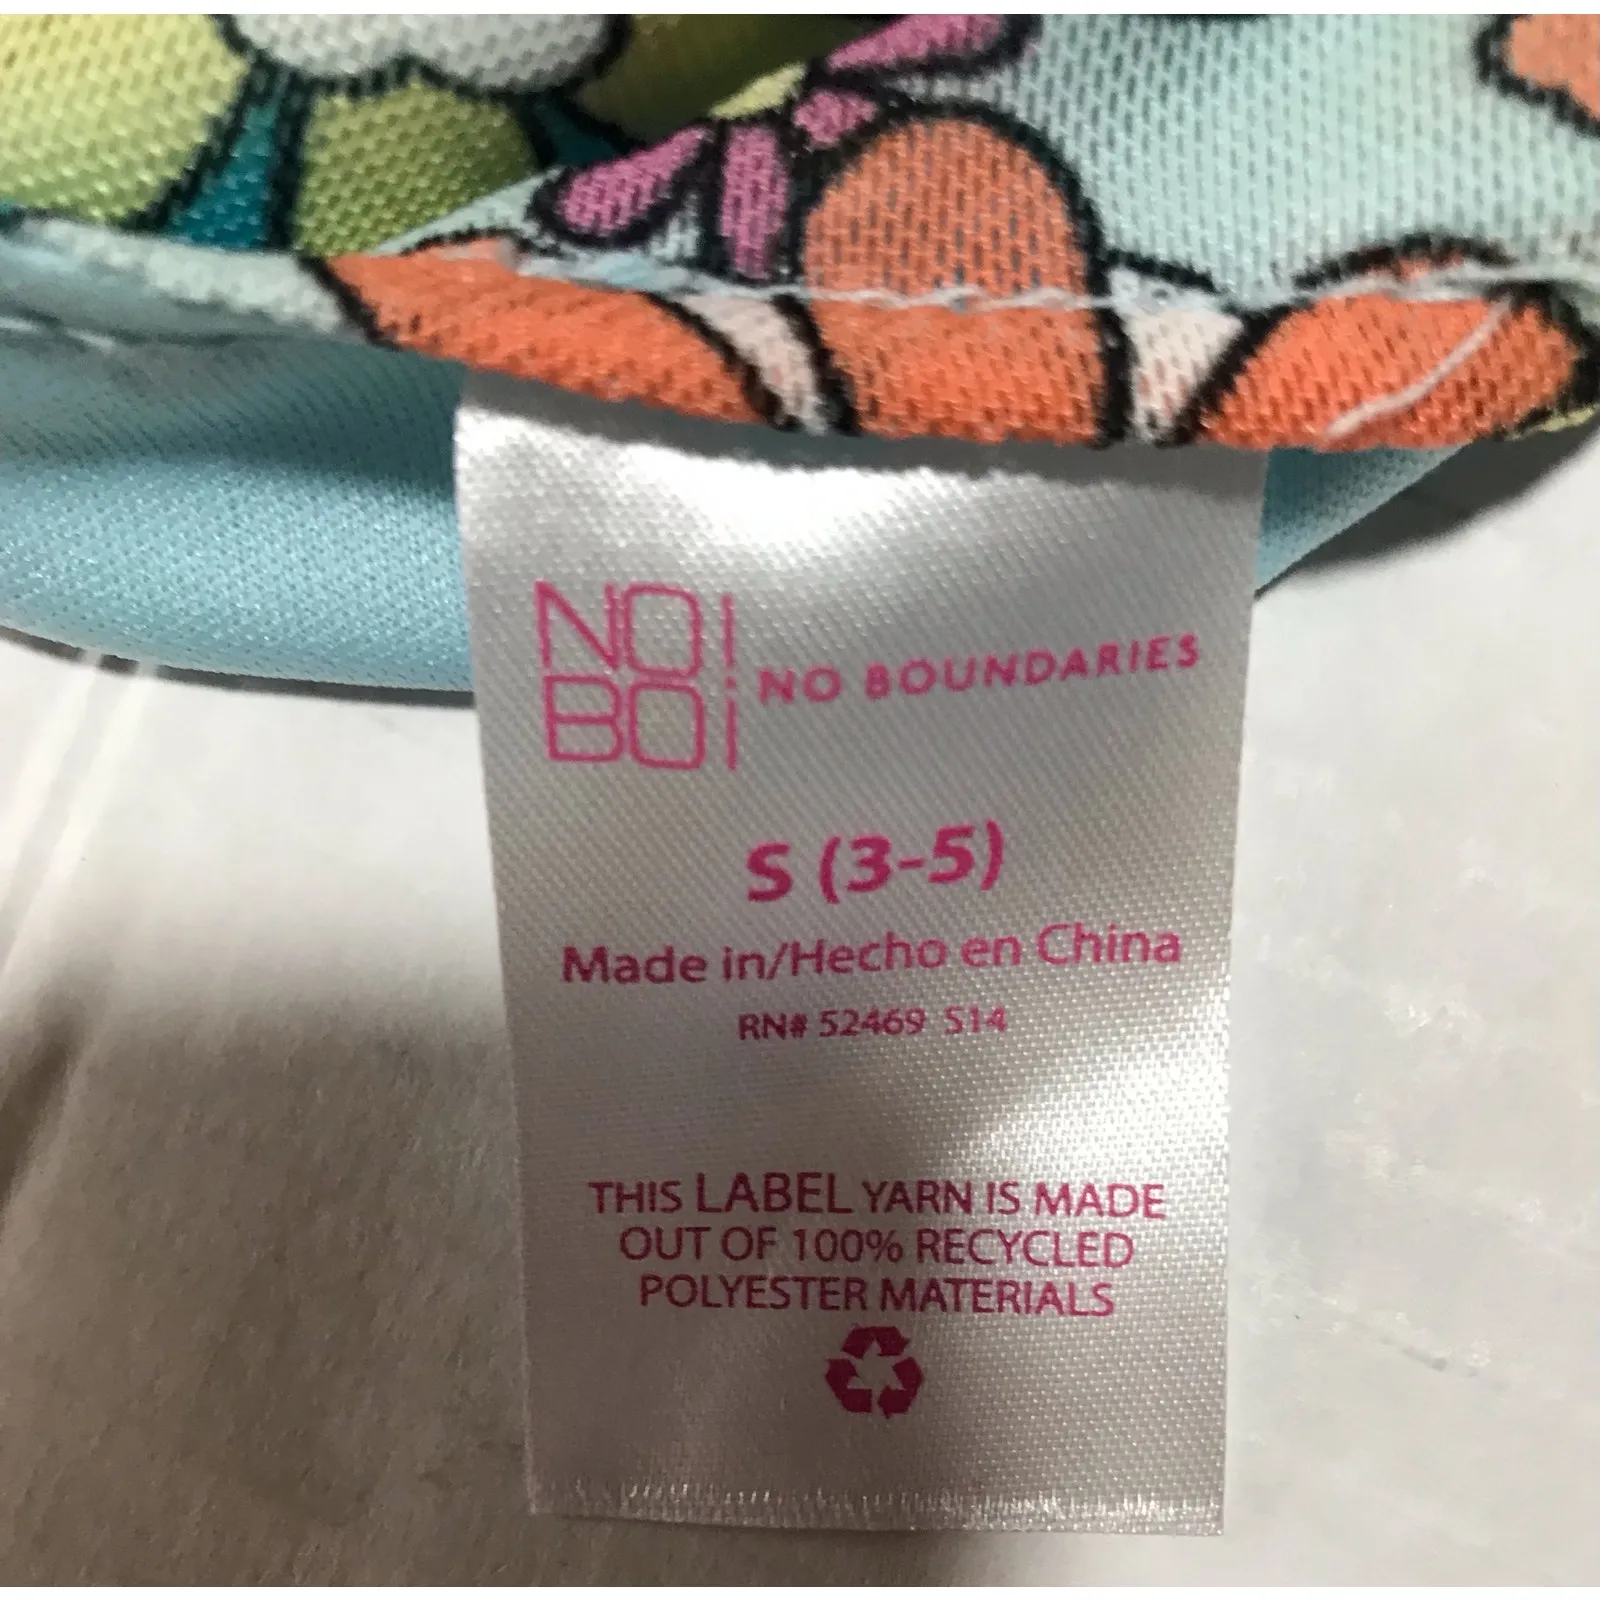 NO
BO
NO BOUNDARIES
S (3-5)
Made in/Hecho en China
RN# 52469 S14
THIS LABEL YARN IS MADE
OUT OF 100% RECYCLED
POLYESTER MATERIALS